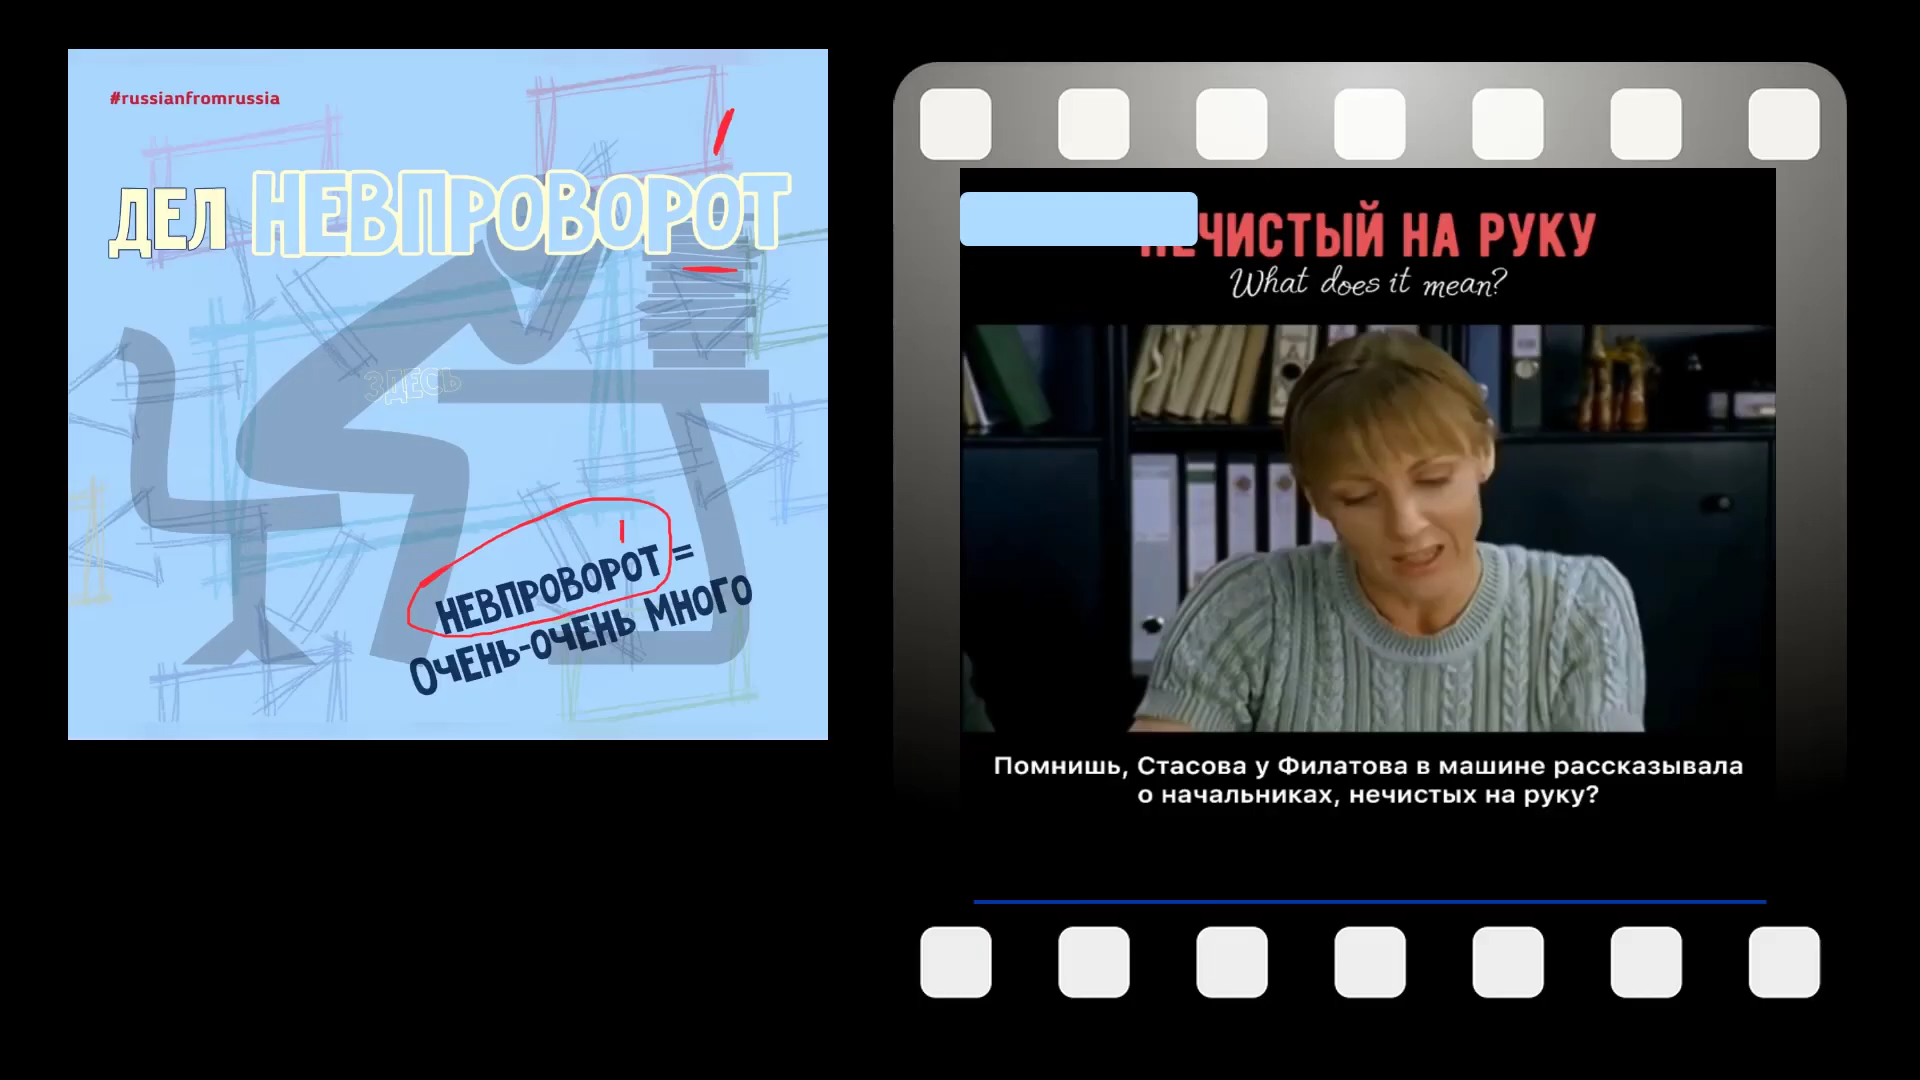 #russianfromrussia
ДЕЛ НЕВПРОВОРОТ
ЗДЕСЬ
НЕВПРОВОРОТ =
ОЧЕНЬ-ОЧЕНЬ МНОГО
НЕЧИСТЫЙ НА РУКУ
What does it mean?
Помнишь, Стасова у Филатова в машине рассказывала
о начальниках, нечистых на руку?